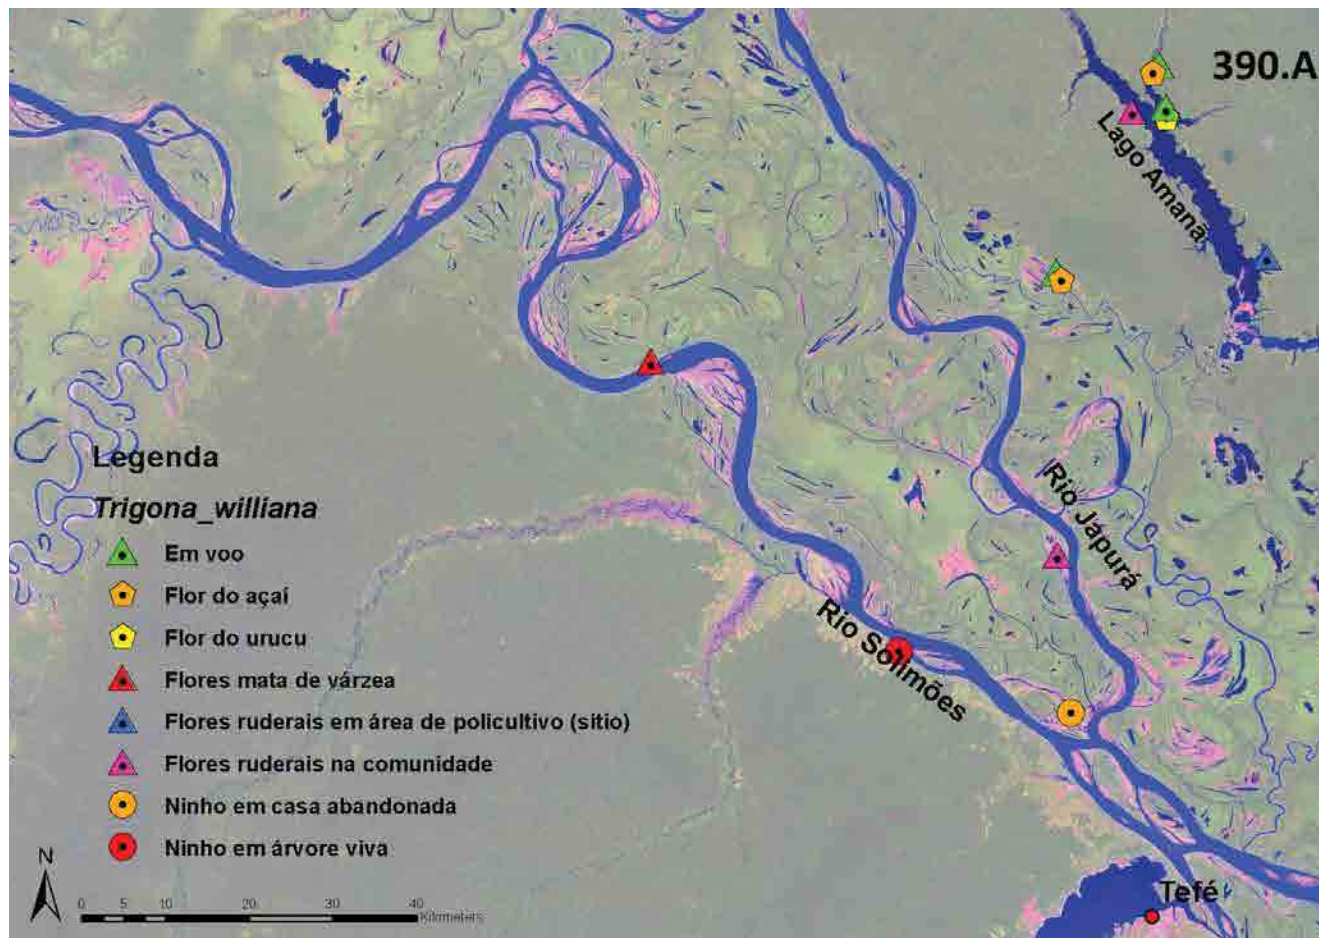 390.A
Lago Amanã
Rio Japurá
Rio Solimões
Legenda
Trigona_williana
Em voo
Flor do açaí
Flor do urucu
Flores mata de várzea
Flores ruderais em área de policultivo (sítio)
Flores ruderais na comunidade
Ninho em casa abandonada
Ninho em árvore viva
N
0 5 10 20 30 40
Kilometers
Tefé